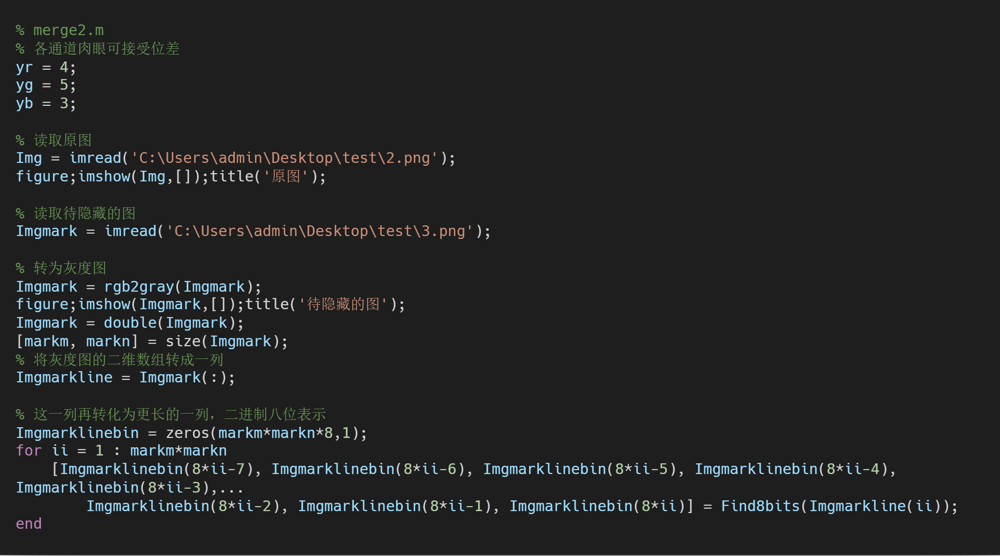 % merge2.m
% 各通道肉眼可接受位差
yr = 4;
yg = 5;
yb = 3;
% 读取原图
Img = imread('C:\Users\admin\Desktop\test\2.png');
figure;imshow(Img,[]);title('原图');
% 读取待隐藏的图
Imgmark = imread('C:\Users\admin\Desktop\test\3.png');
% 转为灰度图
Imgmark = rgb2gray(Imgmark);
figure;imshow(Imgmark,[]);title('待隐藏的图');
Imgmark = double(Imgmark);
[markm, markn] = size(Imgmark);
% 将灰度图的二维数组转成一列
Imgmarkline = Imgmark(:);
% 这一列再转化为更长的一列，二进制八位表示
Imgmarklinebin = zeros(markm*markn*8,1);
for ii = 1 : markm*markn
    [Imgmarklinebin(8*ii-7), Imgmarklinebin(8*ii-6), Imgmarklinebin(8*ii-5), Imgmarklinebin(8*ii-4),
Imgmarklinebin(8*ii-3),...
        Imgmarklinebin(8*ii-2), Imgmarklinebin(8*ii-1), Imgmarklinebin(8*ii)] = Find8bits(Imgmarkline(ii));
end